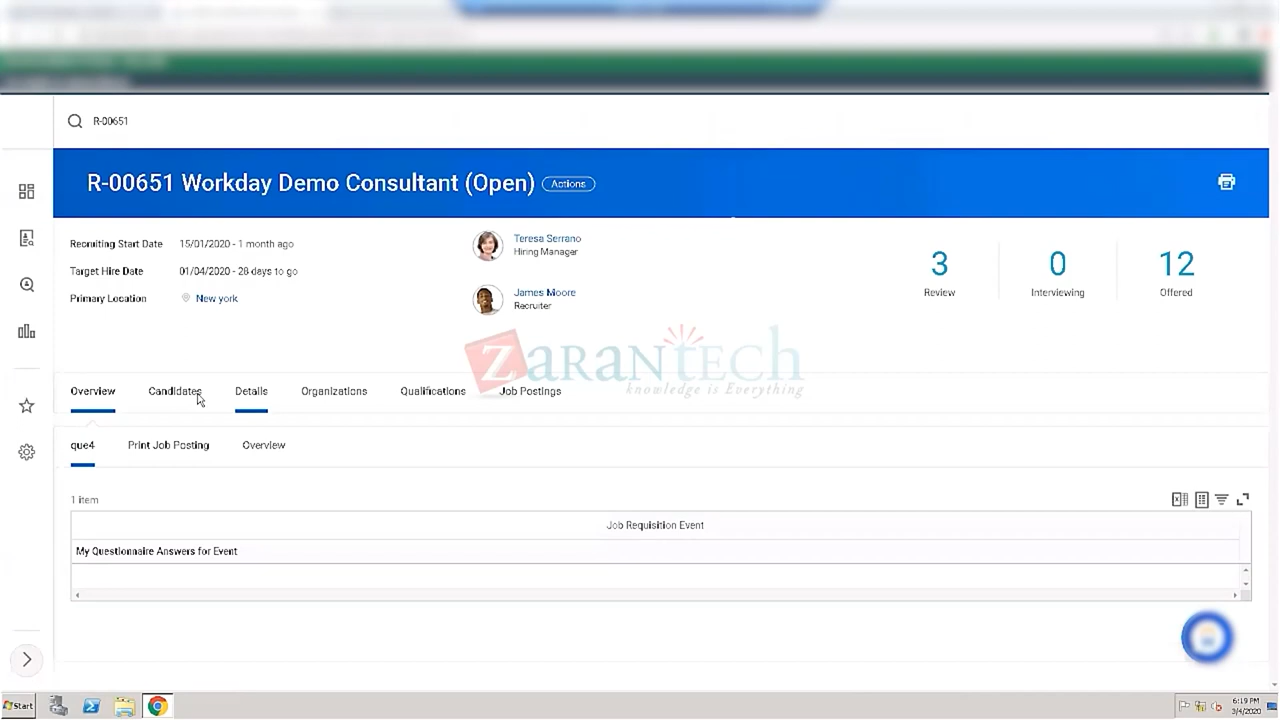 R-00651
R-00651 Workday Demo Consultant (Open) Actions
Recruiting Start Date 15/01/2020 - 1 month ago
Target Hire Date 01/04/2020 - 28 days to go
Primary Location New york
Teresa Serrano
Hiring Manager
James Moore
Recruiter
3 0 12
Review Interviewing Offered
zarantech
knowledge is Everything
Overview Candidates Details Organizations Qualifications Job Postings
que4 Print Job Posting Overview
1 item
Job Requisition Event
My Questionnaire Answers for Event
Start
6:19 PM
3/4/2020